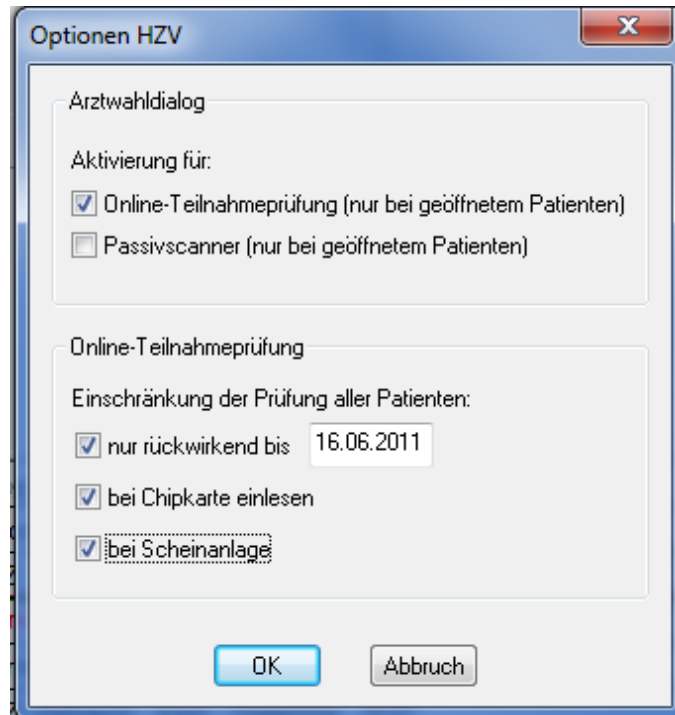 Optionen HZV
Arztwahldialog
Aktivierung für:
Online-Teilnahmeprüfung (nur bei geöffnetem Patienten)
Passivscanner (nur bei geöffnetem Patienten)
Online-Teilnahmeprüfung
Einschränkung der Prüfung aller Patienten:
nur rückwirkend bis 16.06.2011
bei Chipkarte einlesen
bei Scheinanlage
OK Abbruch